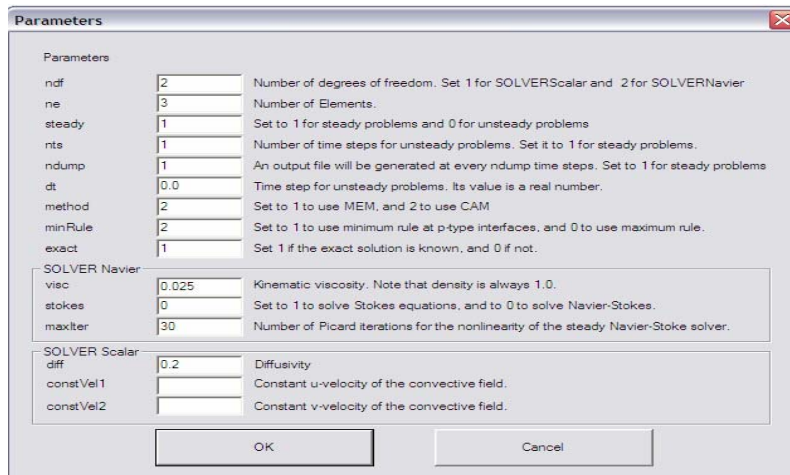 Parameters
Parameters
ndf 2 Number of degrees of freedom. Set 1 for SOLVERScalar and 2 for SOLVERNavier
ne 3 Number of Elements.
steady 1 Set to 1 for steady problems and 0 for unsteady problems
nts 1 Number of time steps for unsteady problems. Set it to 1 for steady problems.
ndump 1 An output file will be generated at every ndump time steps. Set to 1 for steady problems
dt 0.0 Time step for unsteady problems. Its value is a real number.
method 2 Set to 1 to use MEM, and 2 to use CAM
minRule 2 Set to 1 to use minimum rule at p-type interfaces, and 0 to use maximum rule.
exact 1 Set 1 if the exact solution is known, and 0 if not.
SOLVER Navier
visc 0.025 Kinematic viscosity. Note that density is always 1.0.
stokes 0 Set to 1 to solve Stokes equations, and to 0 to solve Navier-Stokes.
maxIter 30 Number of Picard iterations for the nonlinearity of the steady Navier-Stoke solver.
SOLVER Scalar
diff 0.2 Diffusivity
constVel1 Constant u-velocity of the convective field.
constVel2 Constant v-velocity of the convective field.
OK Cancel